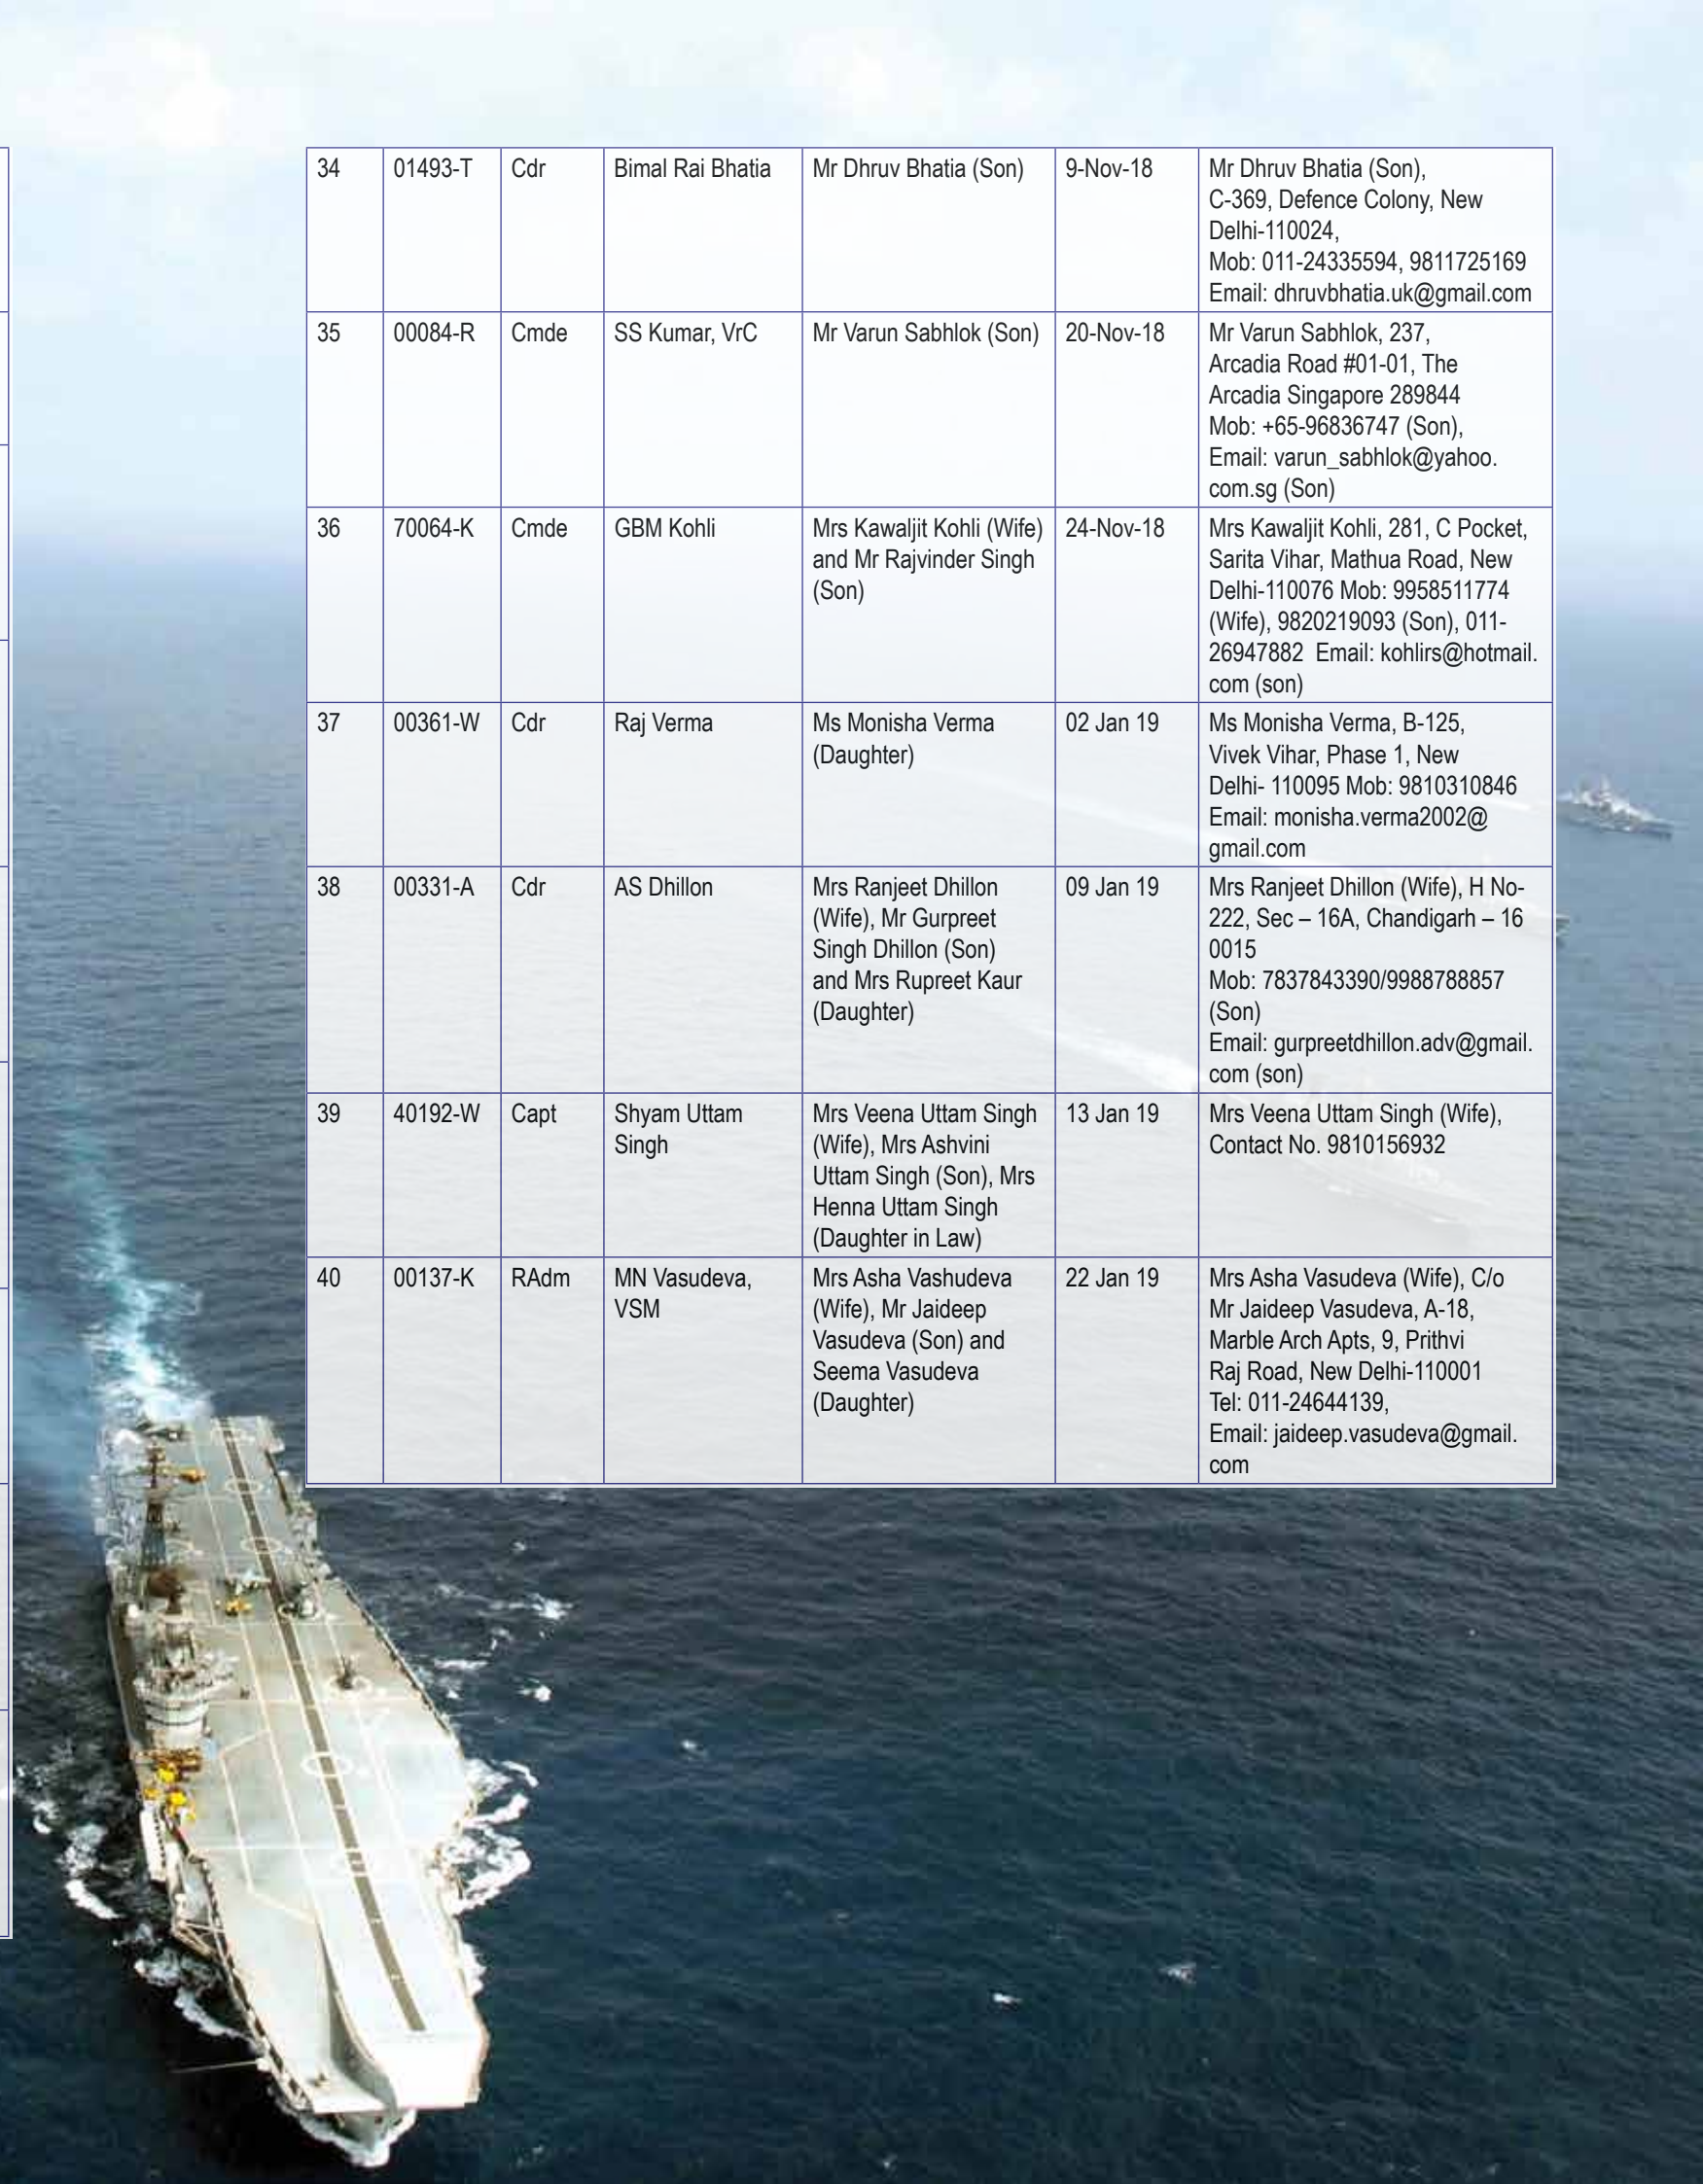 34
01493-T
Cdr
Bimal Rai Bhatia
Mr Dhruv Bhatia (Son)
9-Nov-18
Mr Dhruv Bhatia (Son),
C-369, Defence Colony, New
Delhi-110024,
Mob: 011-24335594, 9811725169
Email: dhruvbhatia.uk@gmail.com
35
00084-R
Cmde
SS Kumar, VrC
Mr Varun Sabhlok (Son)
20-Nov-18
Mr Varun Sabhlok, 237,
Arcadia Road #01-01, The
Arcadia Singapore 289844
Mob: +65-96836747 (Son),
Email: varun_sabhlok@yahoo.
com.sg (Son)
36
70064-K
Cmde
GBM Kohli
Mrs Kawaljit Kohli (Wife)
and Mr Rajvinder Singh
(Son)
24-Nov-18
Mrs Kawaljit Kohli, 281, C Pocket,
Sarita Vihar, Mathua Road, New
Delhi-110076 Mob: 9958511774
(Wife), 9820219093 (Son), 011-
26947882  Email: kohlirs@hotmail.
com (son)
37
00361-W
Cdr
Raj Verma
Ms Monisha Verma
(Daughter)
02 Jan 19
Ms Monisha Verma, B-125,
Vivek Vihar, Phase 1, New
Delhi- 110095 Mob: 9810310846
Email: monisha.verma2002@
gmail.com
38
00331-A
Cdr
AS Dhillon
Mrs Ranjeet Dhillon
(Wife), Mr Gurpreet
Singh Dhillon (Son)
and Mrs Rupreet Kaur
(Daughter)
09 Jan 19
Mrs Ranjeet Dhillon (Wife), H No-
222, Sec – 16A, Chandigarh – 16
0015
Mob: 7837843390/9988788857
(Son)
Email: gurpreetdhillon.adv@gmail.
com (son)
39
40192-W
Capt
Shyam Uttam
Singh
Mrs Veena Uttam Singh
(Wife), Mrs Ashvini
Uttam Singh (Son), Mrs
Henna Uttam Singh
(Daughter in Law)
13 Jan 19
Mrs Veena Uttam Singh (Wife),
Contact No. 9810156932
40
00137-K
RAdm
MN Vasudeva,
VSM
Mrs Asha Vashudeva
(Wife), Mr Jaideep
Vasudeva (Son) and
Seema Vasudeva
(Daughter)
22 Jan 19
Mrs Asha Vasudeva (Wife), C/o
Mr Jaideep Vasudeva, A-18,
Marble Arch Apts, 9, Prithvi
Raj Road, New Delhi-110001
Tel: 011-24644139,
Email: jaideep.vasudeva@gmail.
com